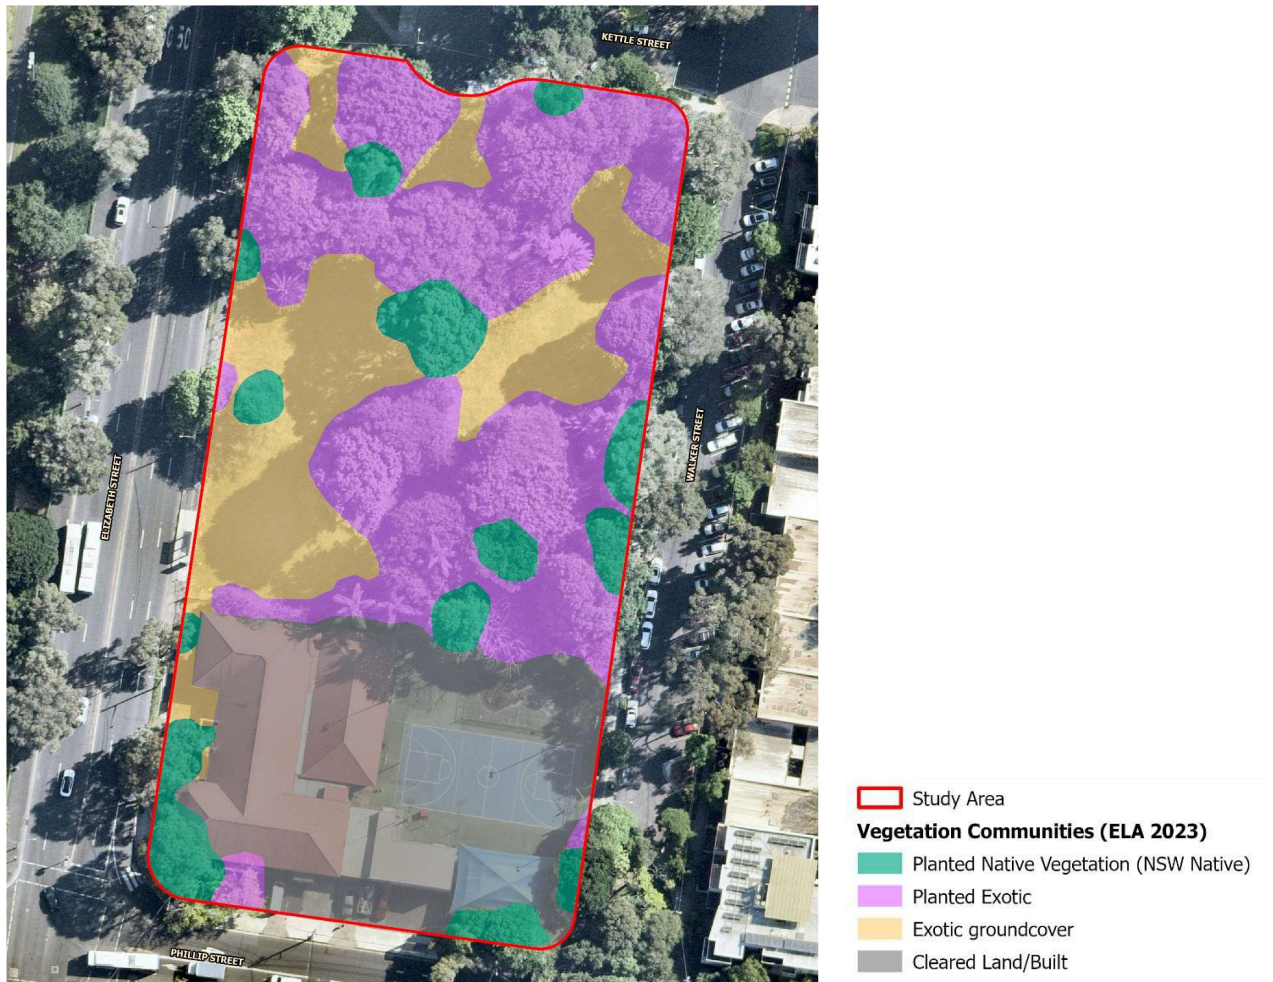 KETTLE STREET
WALKER STREET
ELIZABETH STREET
PHILLIP STREET
Study Area
Vegetation Communities (ELA 2023)
Planted Native Vegetation (NSW Native)
Planted Exotic
Exotic groundcover
Cleared Land/Built